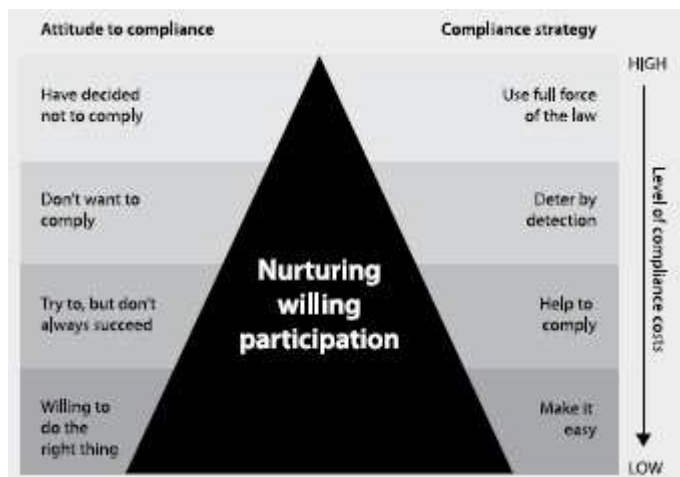 Attitude to compliance
Compliance strategy
HIGH
Have decided
not to comply
Use full force
of the law
Don't want to
comply
Deter by
detection
Nurturing
willing
participation
Try to, but don't
always succeed
Help to
comply
Willing to
do the
right thing
Make it
easy
Level of compliance costs
LOW